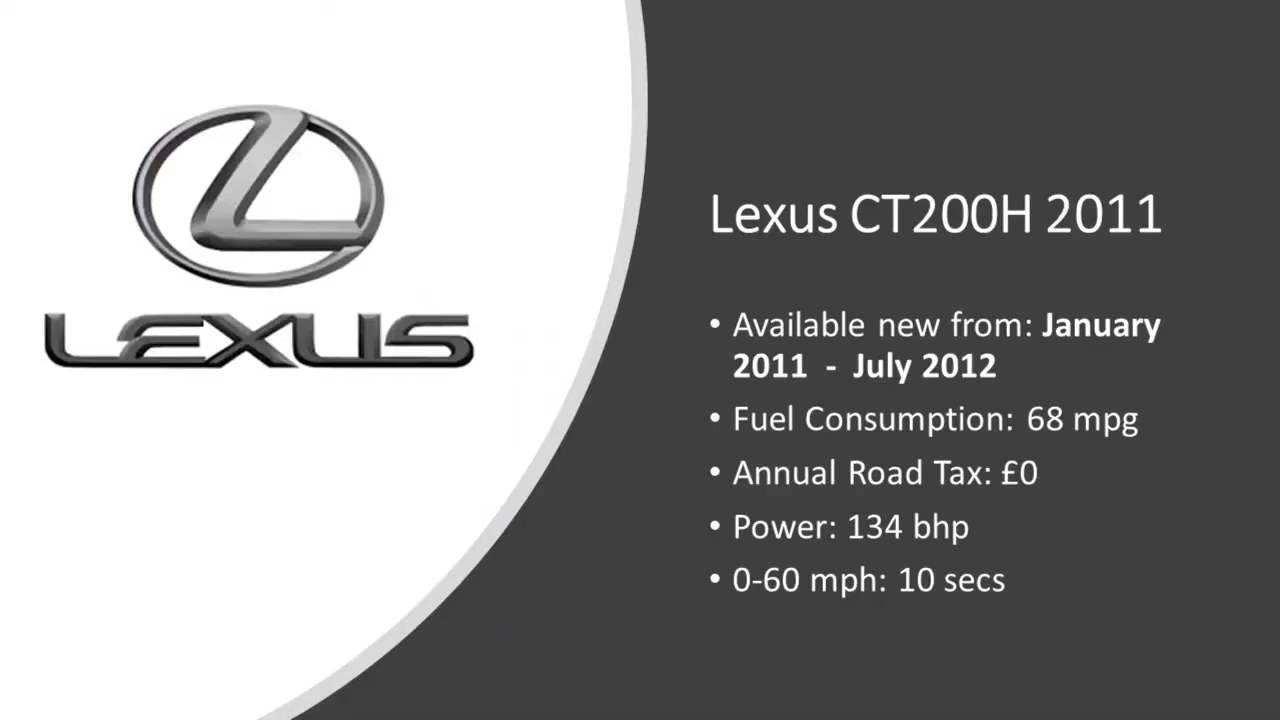 LEXUS
Lexus CT200H 2011
• Available new from: January
2011 - July 2012
• Fuel Consumption: 68 mpg
• Annual Road Tax: £0
• Power: 134 bhp
• 0-60 mph: 10 secs